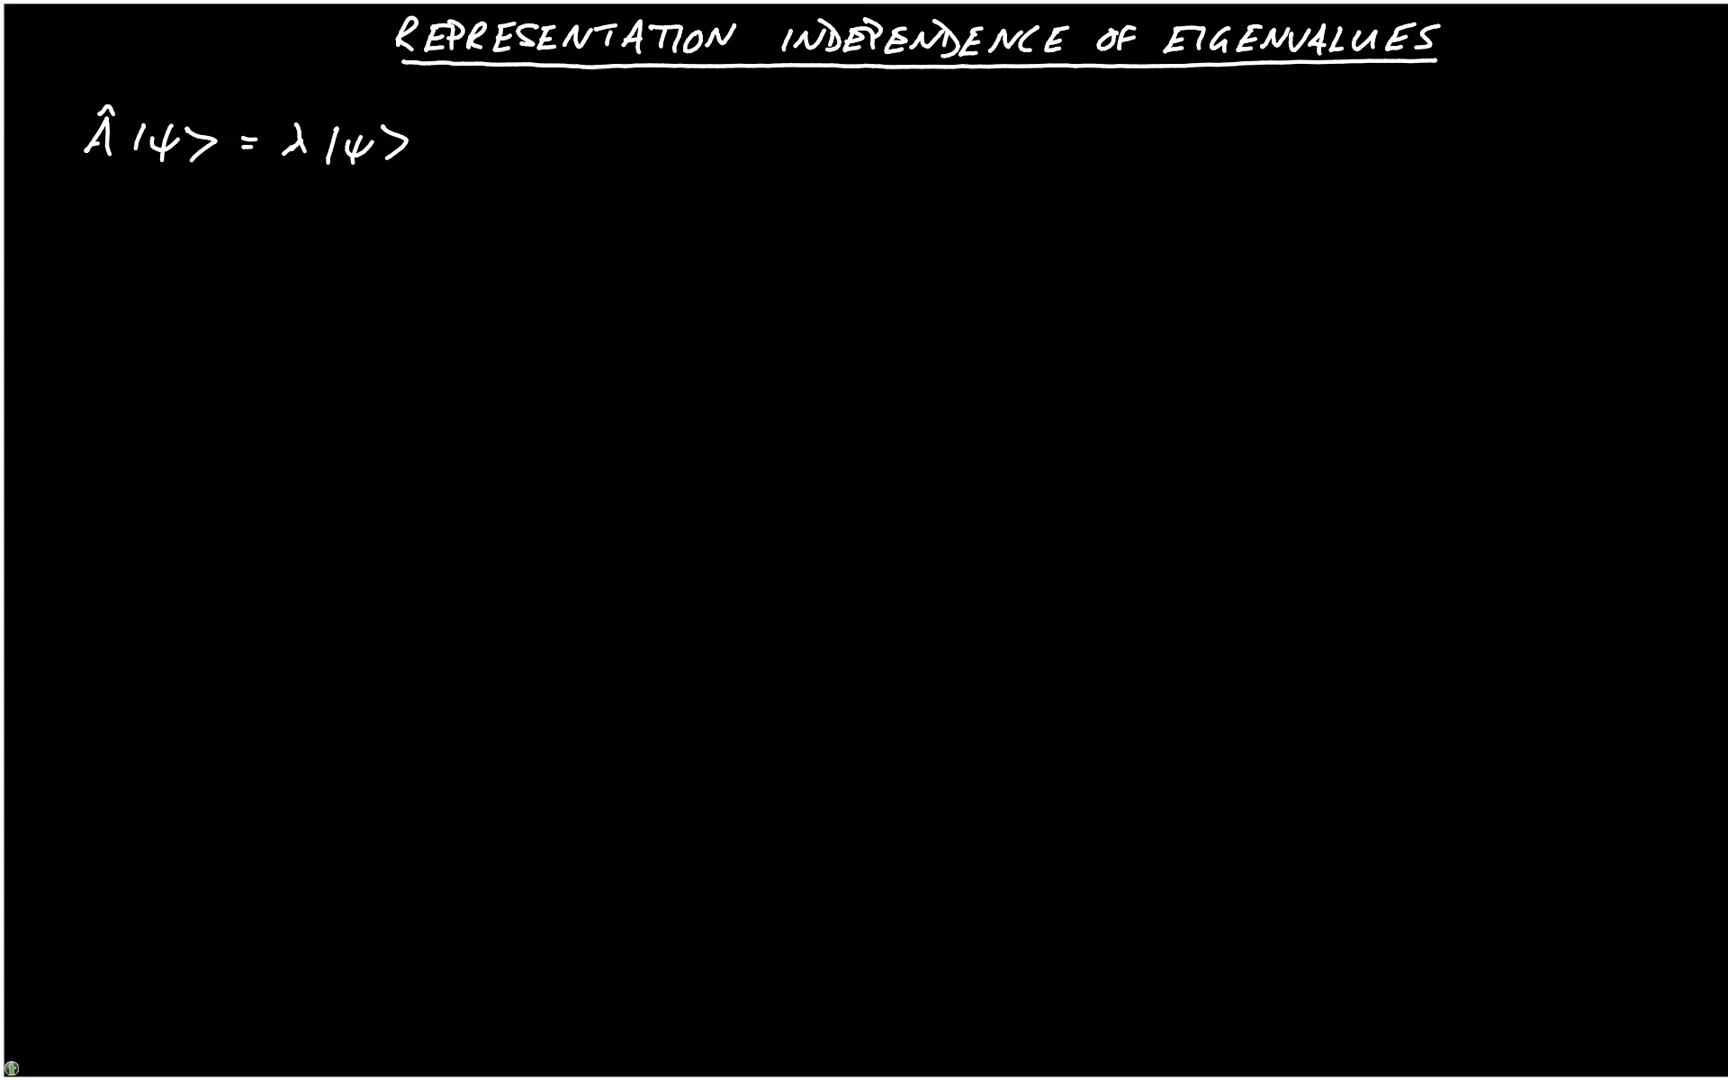 REPRESENTATION INDEPENDENCE OF EIGENVALUES
Â |ψ> = λ |ψ>